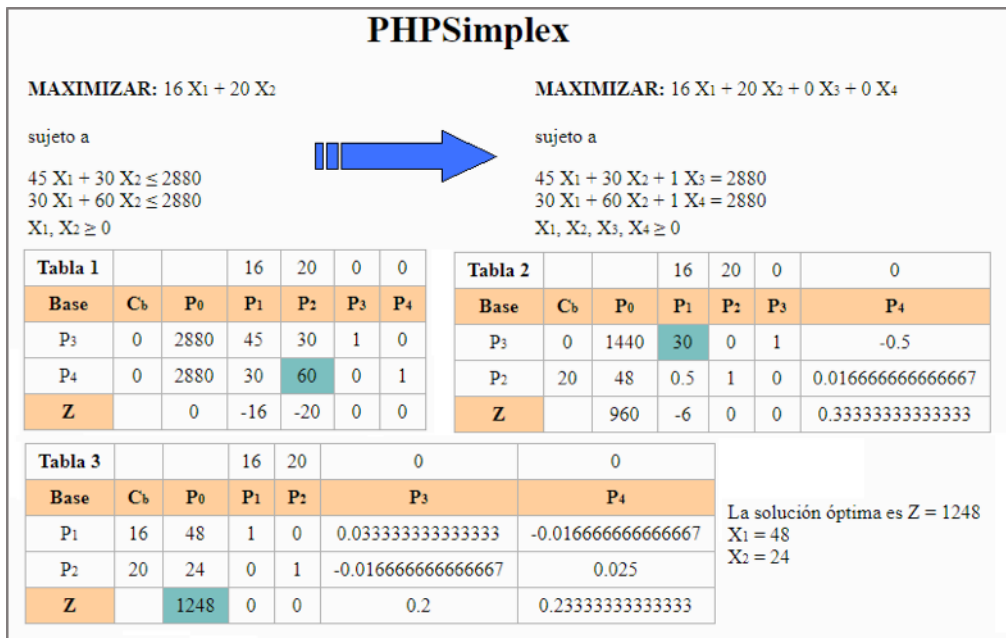 PHPSimplex
MAXIMIZAR: 16 X1 + 20 X2
sujeto a
45 X1 + 30 X2 ≤ 2880
30 X1 + 60 X2 ≤ 2880
X1, X2 ≥ 0
MAXIMIZAR: 16 X1 + 20 X2 + 0 X3 + 0 X4
sujeto a
45 X1 + 30 X2 + 1 X3 = 2880
30 X1 + 60 X2 + 1 X4 = 2880
X1, X2, X3, X4 ≥ 0
Tabla 1 16 20 0 0
Base Cb P0 P1 P2 P3 P4
P3 0 2880 45 30 1 0
P4 0 2880 30 60 0 1
Z 0 -16 -20 0 0
Tabla 2 16 20 0 0
Base Cb P0 P1 P2 P3 P4
P3 0 1440 30 0 1 -0.5
P2 20 48 0.5 1 0 0.016666666666667
Z 960 -6 0 0 0.33333333333333
Tabla 3 16 20 0 0
Base Cb P0 P1 P2 P3 P4
P1 16 48 1 0 0.033333333333333 -0.016666666666667
P2 20 24 0 1 -0.016666666666667 0.025
Z 1248 0 0 0.2 0.23333333333333
La solución óptima es Z = 1248
X1 = 48
X2 = 24